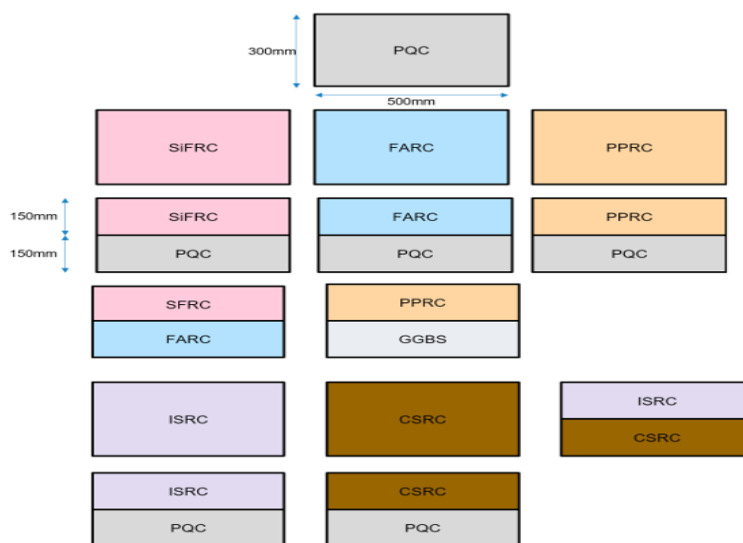 300mm
PQC
500mm
SiFRC
FARC
PPRC
150mm
SiFRC
FARC
PPRC
150mm
PQC
PQC
PQC
SFRC
PPRC
FARC
GGBS
ISRC
CSRC
ISRC
CSRC
ISRC
CSRC
PQC
PQC